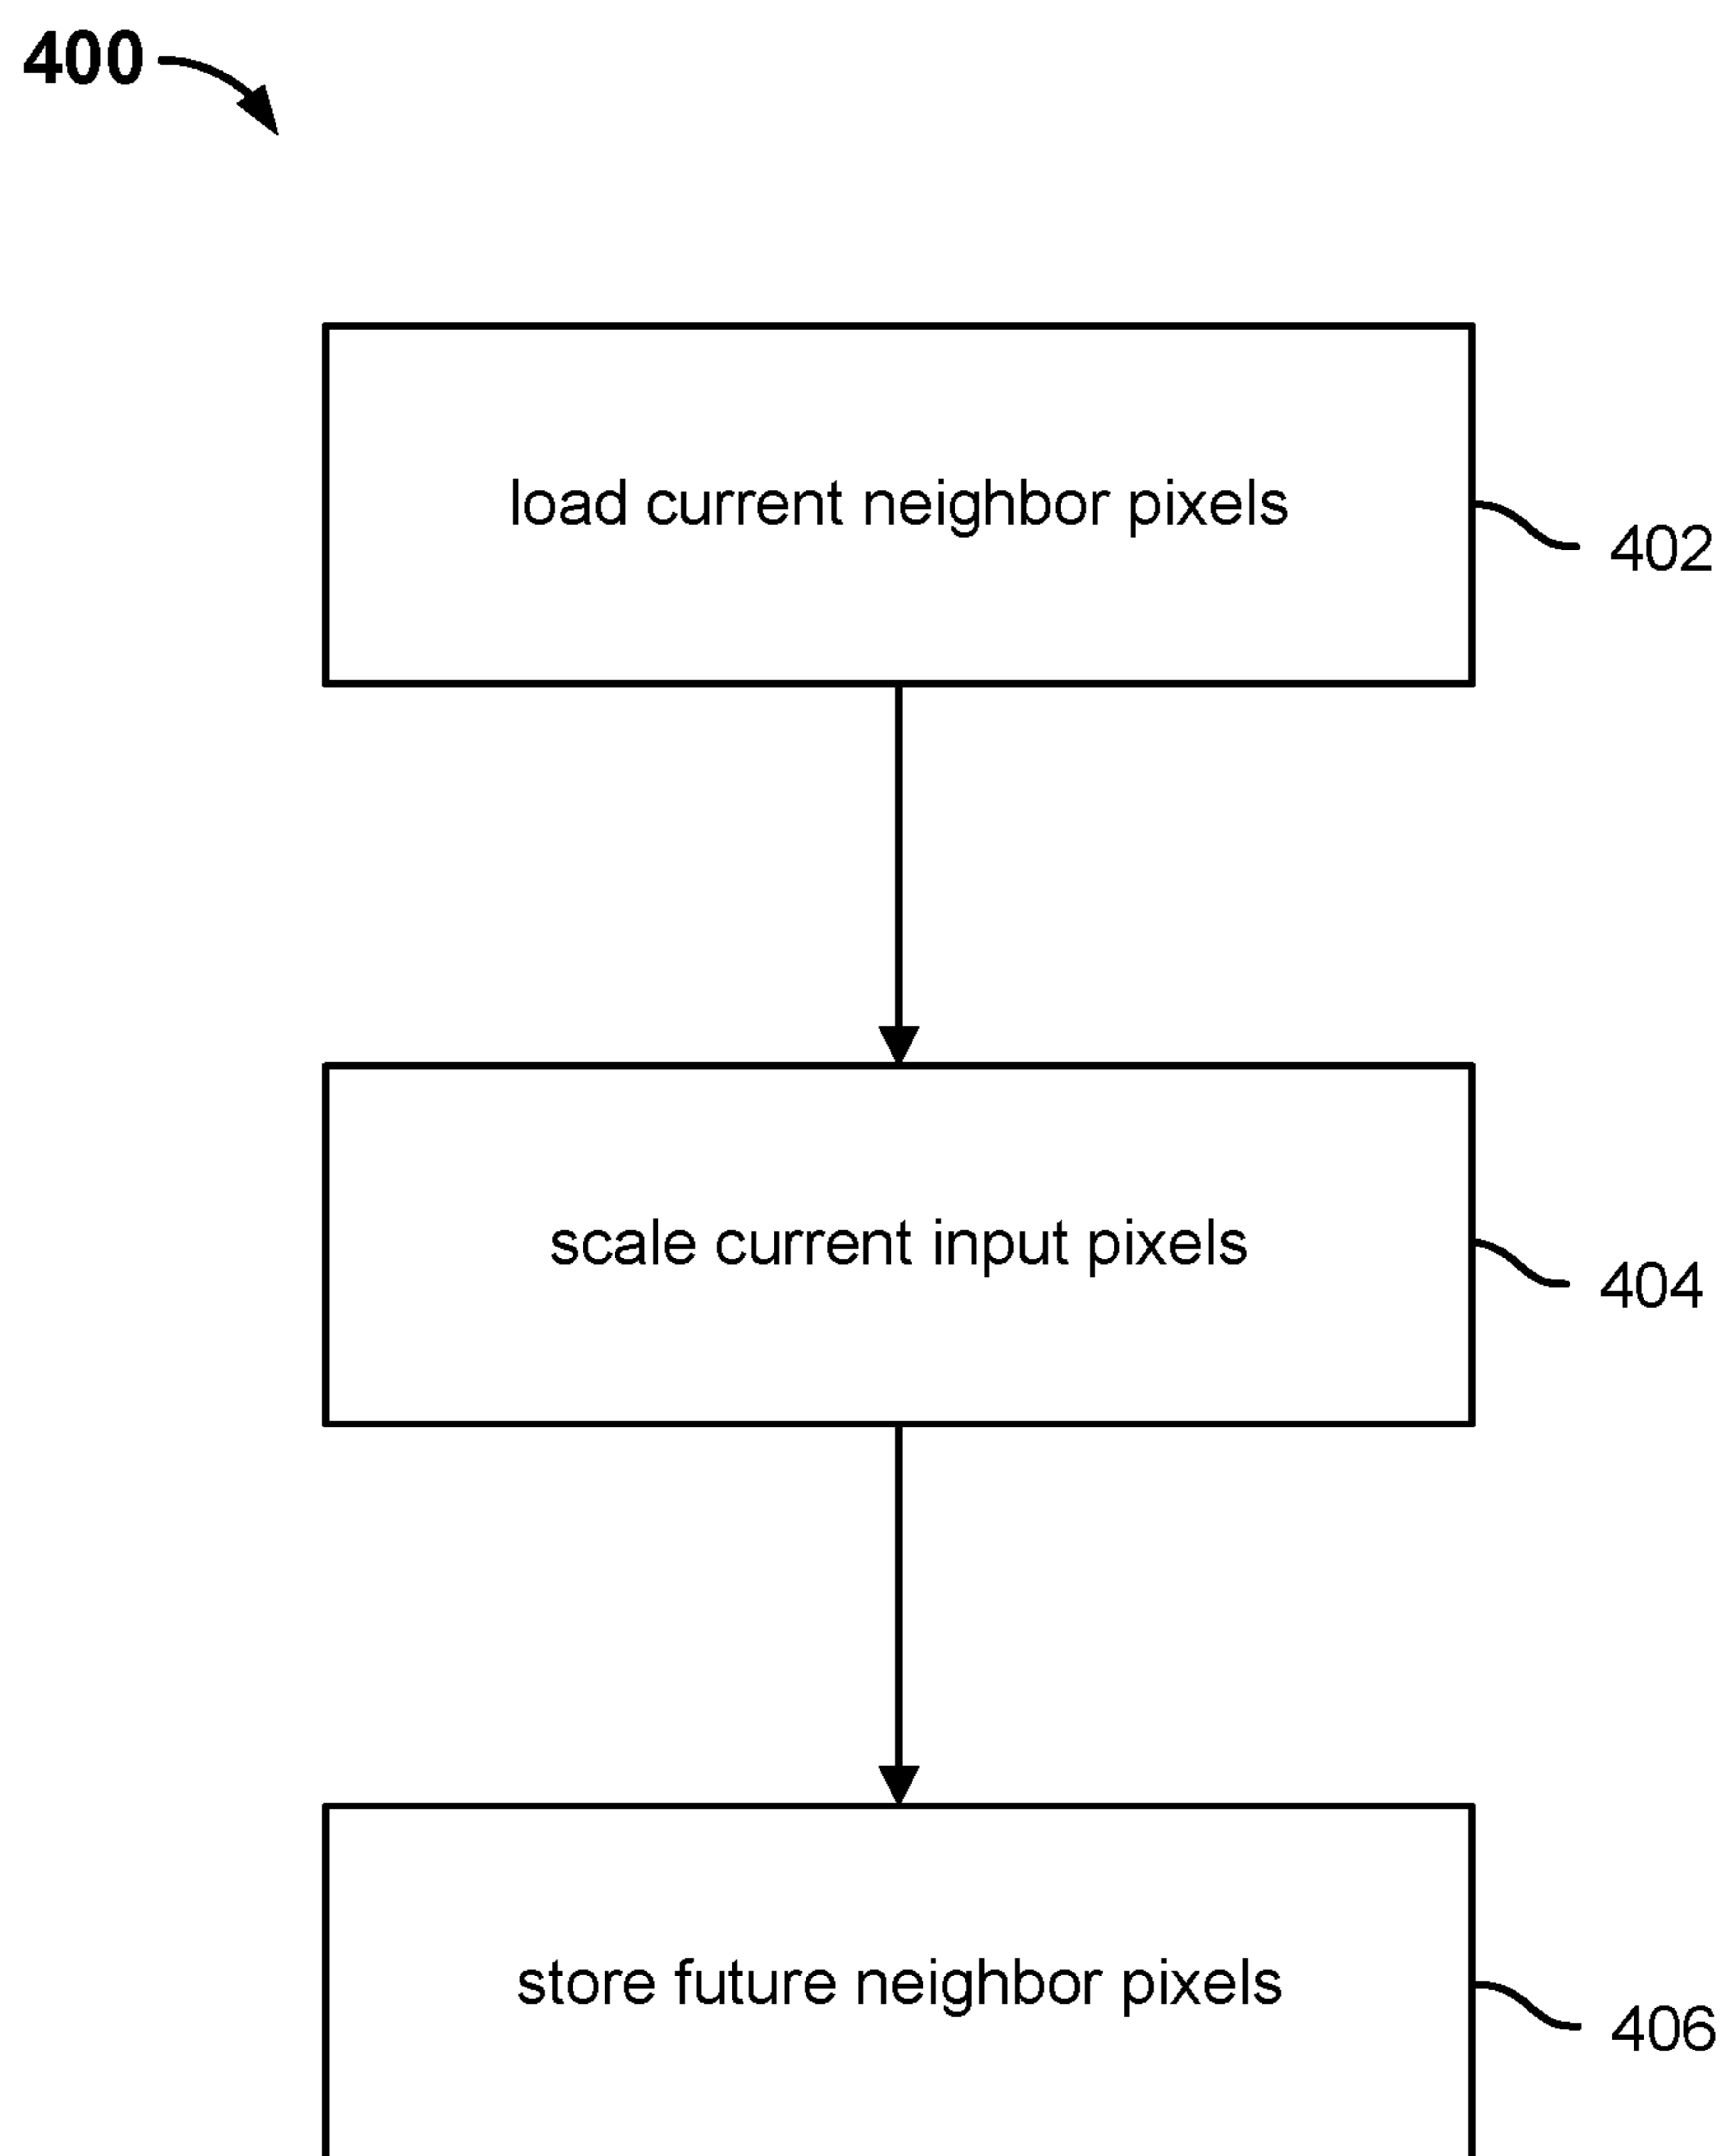 400
load current neighbor pixels
402
scale current input pixels
404
store future neighbor pixels
406